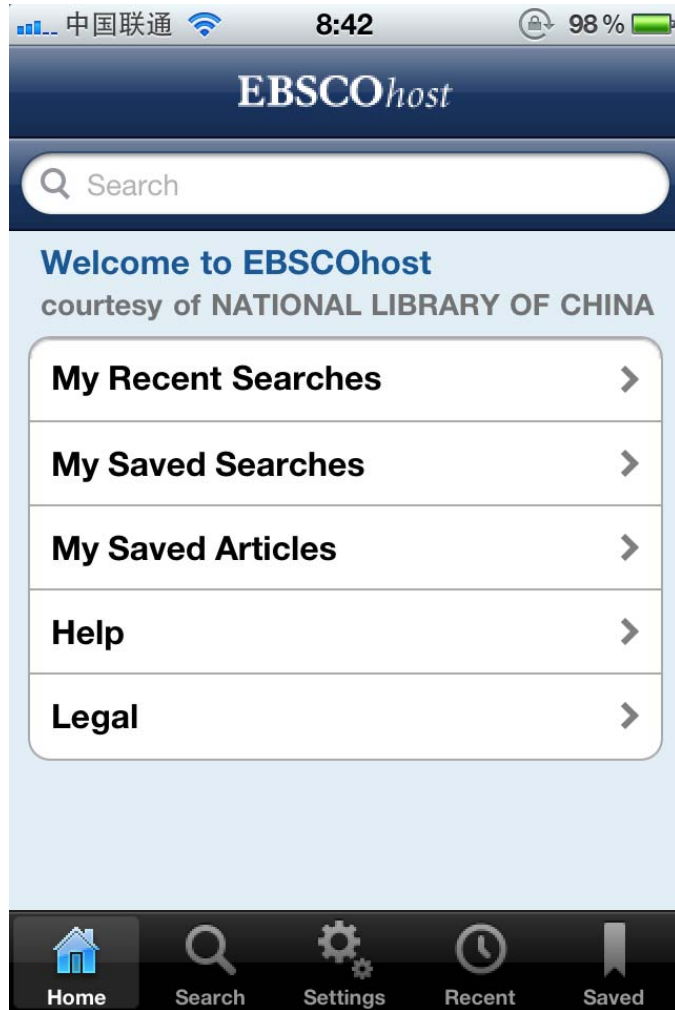 中国联通 8:42 98%
EBSCOhost
Search
Welcome to EBSCOhost
courtesy of NATIONAL LIBRARY OF CHINA
My Recent Searches
My Saved Searches
My Saved Articles
Help
Legal
Home Search Settings Recent Saved